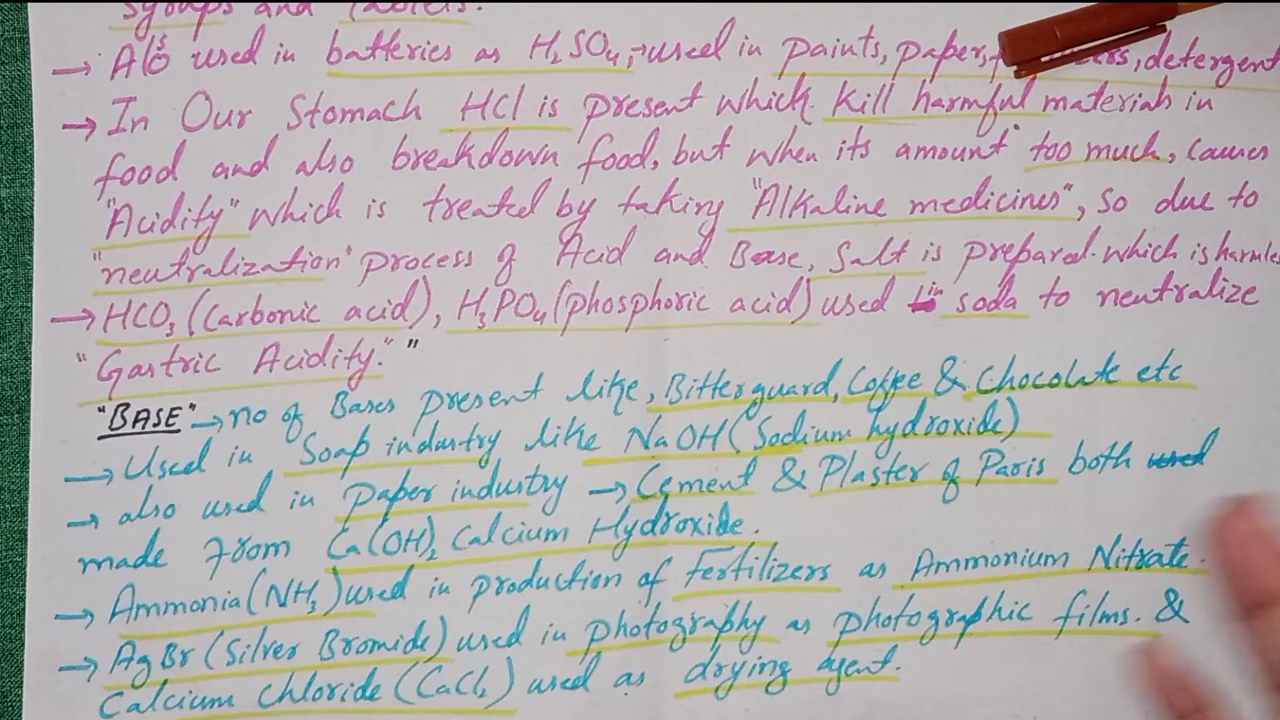 syrups and tablets.
→ Also used in batteries as H₂SO₄, → used in paints, paper, detergent
→ In Our Stomach HCl is present which Kill harmful materials in
food and also breakdown food, but when its amount too much, causes
"Acidity" which is treated by taking "Alkaline medicines", so due to
"neutralization" process of Acid and Base, Salt is prepared which is harmles
→ HCO₃ (Carbonic acid), H₃PO₄ (phosphoric acid) used in soda to neutralize
"Gastric Acidity.""
"BASE" → no of Bases present like, Bitterguard, Coffee & Chocolate etc
→ Used in Soap industry like NaOH (Sodium hydroxide)
→ also used in paper industry → Cement & Plaster of Paris both used
made from Ca(OH)₂ Calcium Hydroxide.
→ Ammonia (NH₃) used in production of Fertilizers as Ammonium Nitrate.
→ AgBr (Silver Bromide) used in photography as photographic films. &
Calcium Chloride (CaCl₂) used as drying agent.